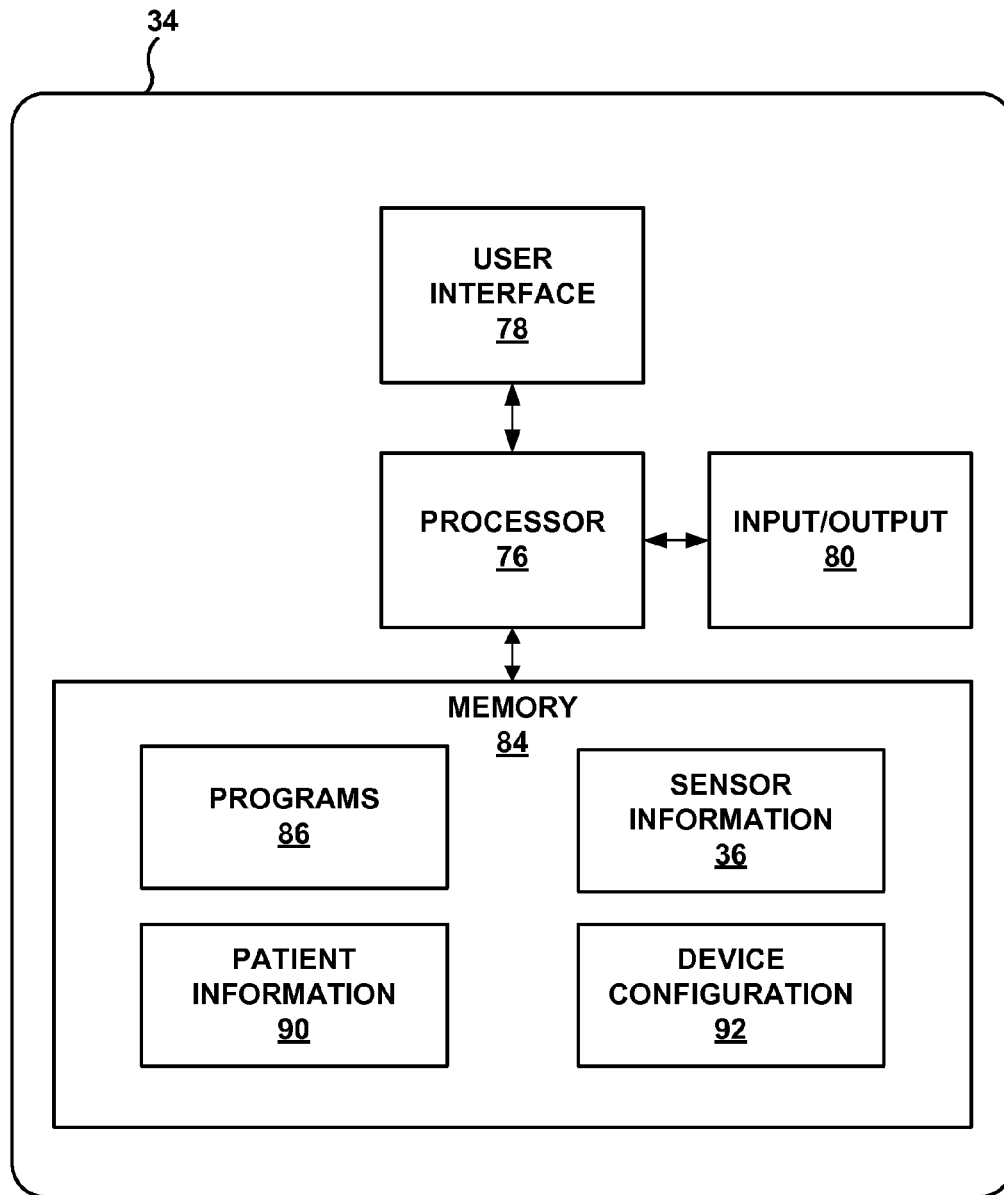 34
USER
INTERFACE
78
PROCESSOR
76
INPUT/OUTPUT
80
MEMORY
84
PROGRAMS
86
SENSOR
INFORMATION
36
PATIENT
INFORMATION
90
DEVICE
CONFIGURATION
92